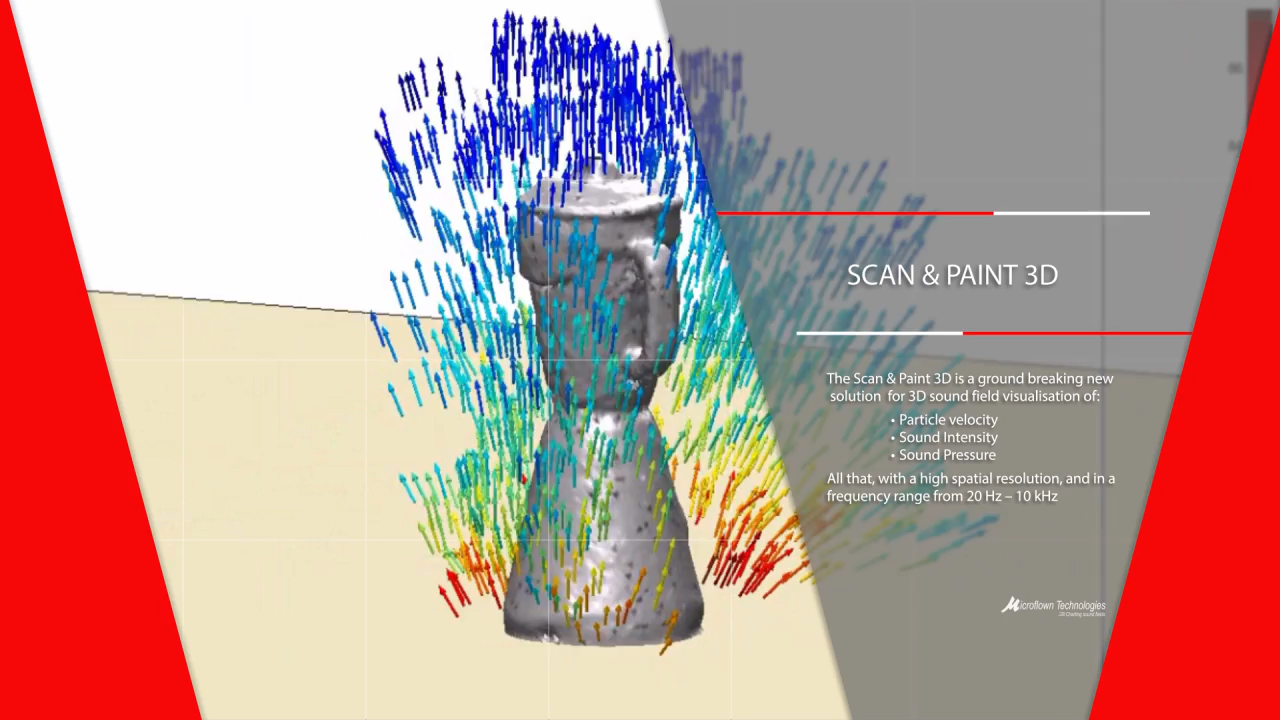 SCAN & PAINT 3D
The Scan & Paint 3D is a ground breaking new
solution for 3D sound field visualisation of:
• Particle velocity
• Sound Intensity
• Sound Pressure
All that, with a high spatial resolution, and in a
frequency range from 20 Hz – 10 kHz
Microflown Technologies